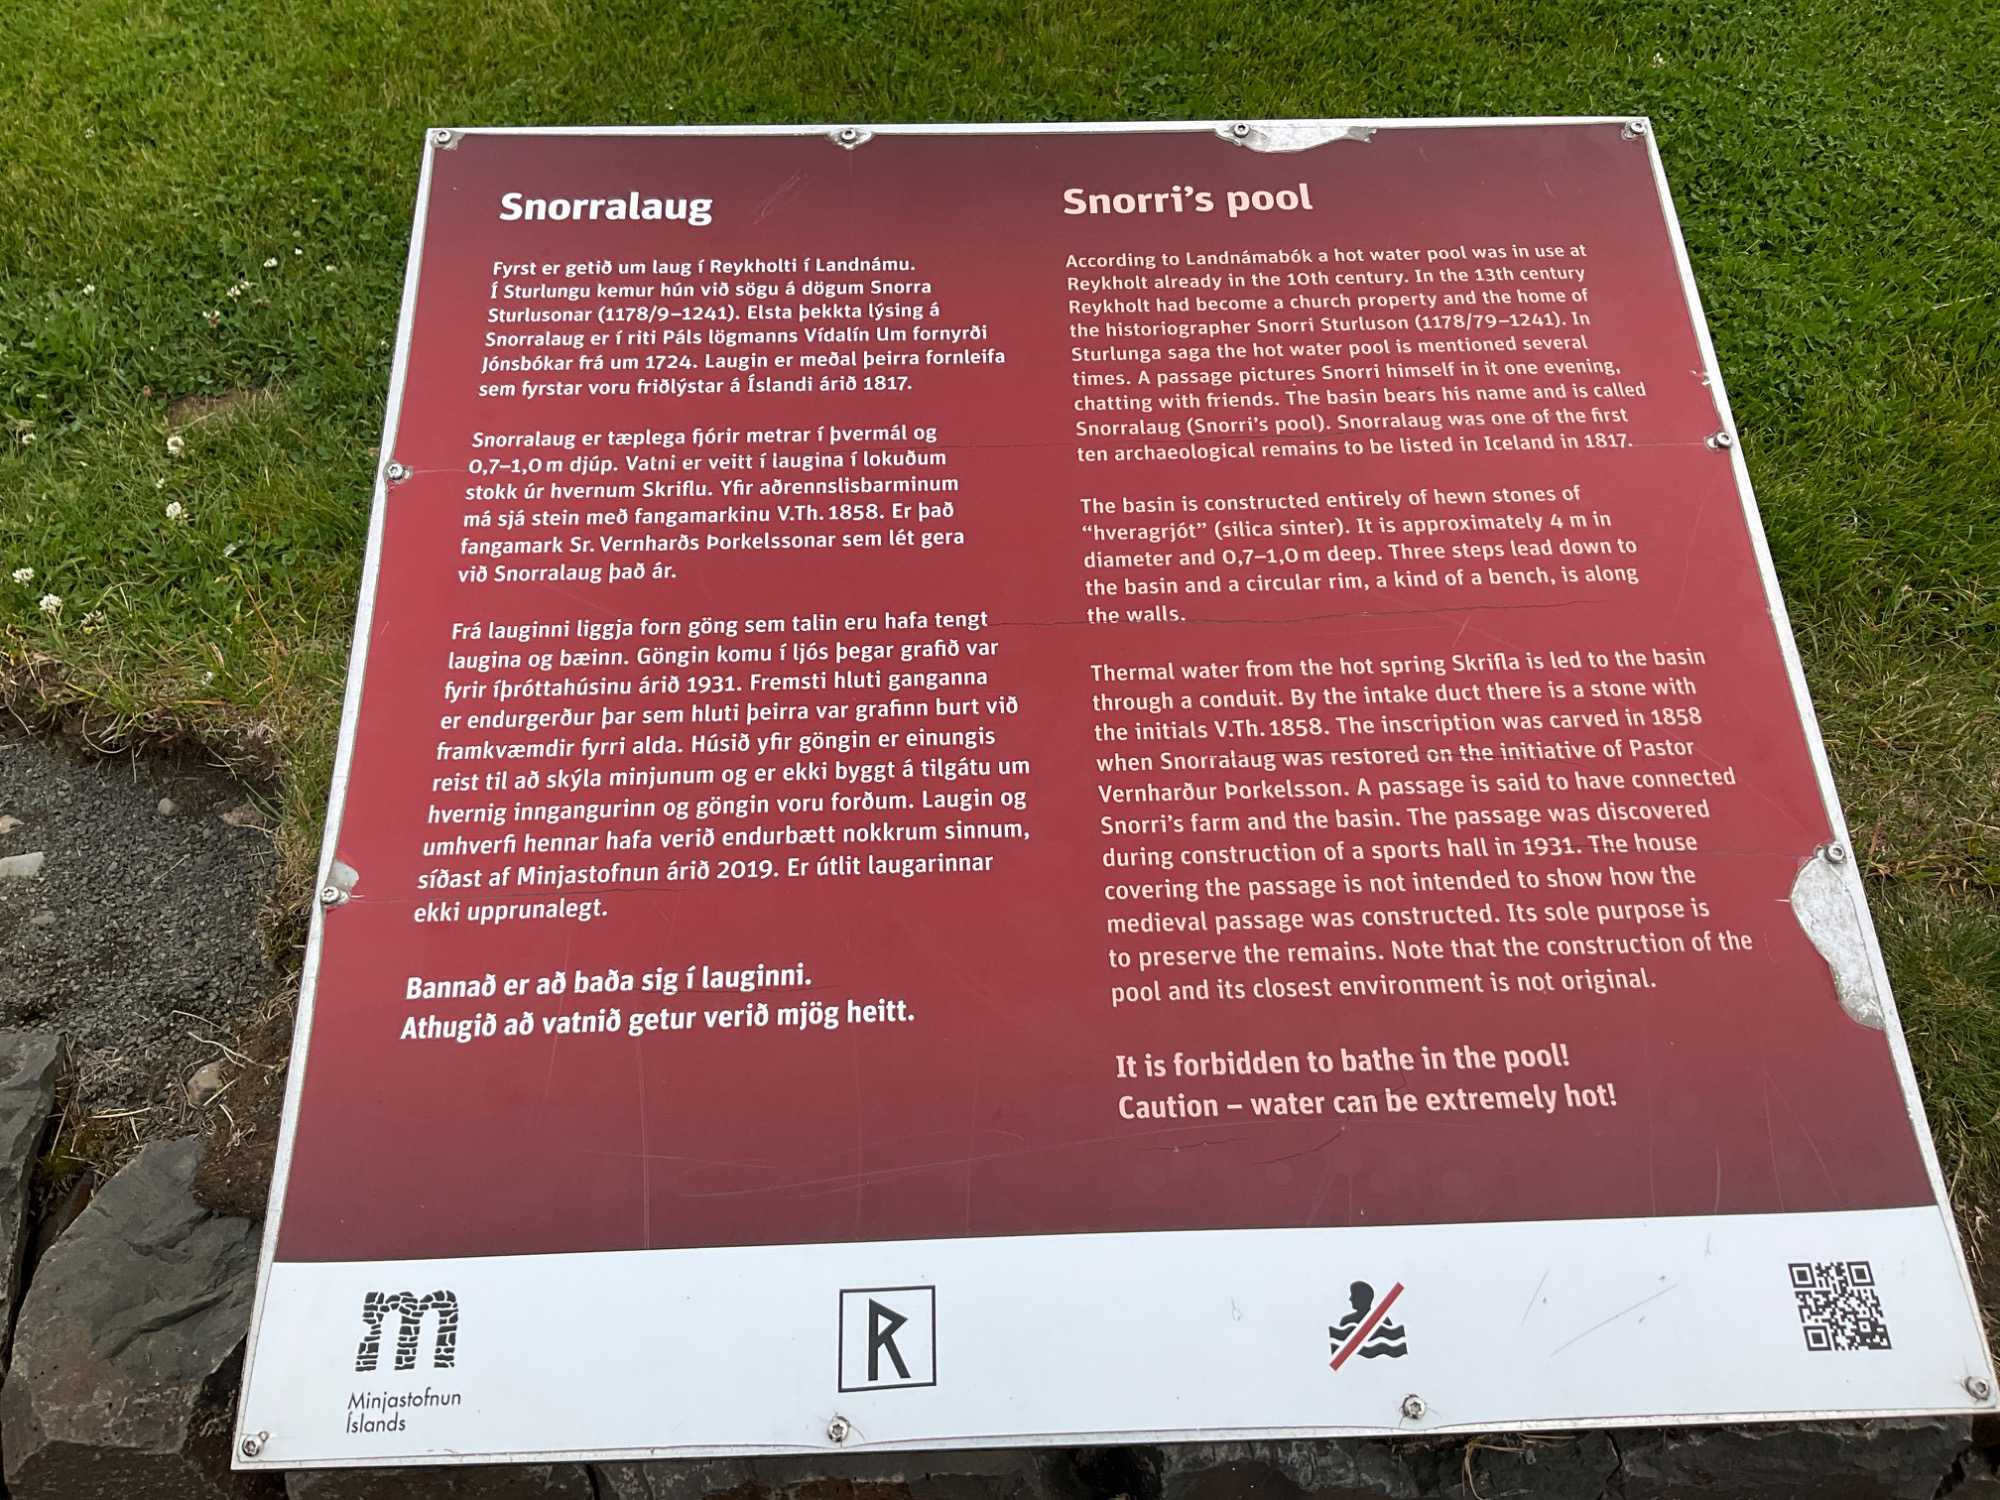 Snorralaug
Fyrst er getið um laug í Reykholti í Landnámu.
Í Sturlungu kemur hún við sögu á dögum Snorra
Sturlusonar (1178/9–1241). Elsta þekkta lýsing á
Snorralaug er í riti Páls lögmanns Vídalín Um fornyrði
Jónsbókar frá um 1724. Laugin er meðal þeirra fornleifa
sem fyrstar voru friðlýstar á Íslandi árið 1817.
Snorralaug er tæplega fjórir metrar í þvermál og
0,7–1,0 m djúp. Vatni er veitt í laugina í lokuðum
stokk úr hvernum Skriflu. Yfir aðrennslisbarminum
má sjá stein með fangamarkinu V.Th. 1858. Er það
fangamark Sr. Vernharðs Þorkelssonar sem lét gera
við Snorralaug það ár.
Frá lauginni liggja forn göng sem talin eru hafa tengt
laugina og bæinn. Göngin komu í ljós þegar grafið var
fyrir íþróttahúsinu árið 1931. Fremsti hluti ganganna
er endurgerður þar sem hluti þeirra var grafinn burt við
framkvæmdir fyrri alda. Húsið yfir göngin er einungis
reist til að skýla minjunum og er ekki byggt á tilgátu um
hvernig inngangurinn og göngin voru forðum. Laugin og
umhverfi hennar hafa verið endurbætt nokkrum sinnum,
síðast af Minjastofnun árið 2019. Er útlit laugarinnar
ekki upprunalegt.
Bannað er að baða sig í lauginni.
Athugið að vatnið getur verið mjög heitt.
Snorri’s pool
According to Landnámabók a hot water pool was in use at
Reykholt already in the 10th century. In the 13th century
Reykholt had become a church property and the home of
the historiographer Snorri Sturluson (1178/79–1241). In
Sturlunga saga the hot water pool is mentioned several
times. A passage pictures Snorri himself in it one evening,
chatting with friends. The basin bears his name and is called
Snorralaug (Snorri’s pool). Snorralaug was one of the first
ten archaeological remains to be listed in Iceland in 1817.
The basin is constructed entirely of hewn stones of
“hveragrjót” (silica sinter). It is approximately 4 m in
diameter and 0,7–1,0 m deep. Three steps lead down to
the basin and a circular rim, a kind of a bench, is along
the walls.
Thermal water from the hot spring Skrifla is led to the basin
through a conduit. By the intake duct there is a stone with
the initials V.Th. 1858. The inscription was carved in 1858
when Snorralaug was restored on the initiative of Pastor
Vernharður Þorkelsson. A passage is said to have connected
Snorri’s farm and the basin. The passage was discovered
during construction of a sports hall in 1931. The house
covering the passage is not intended to show how the
medieval passage was constructed. Its sole purpose is
to preserve the remains. Note that the construction of the
pool and its closest environment is not original.
It is forbidden to bathe in the pool!
Caution – water can be extremely hot!
m
Minjastofnun
Íslands
R